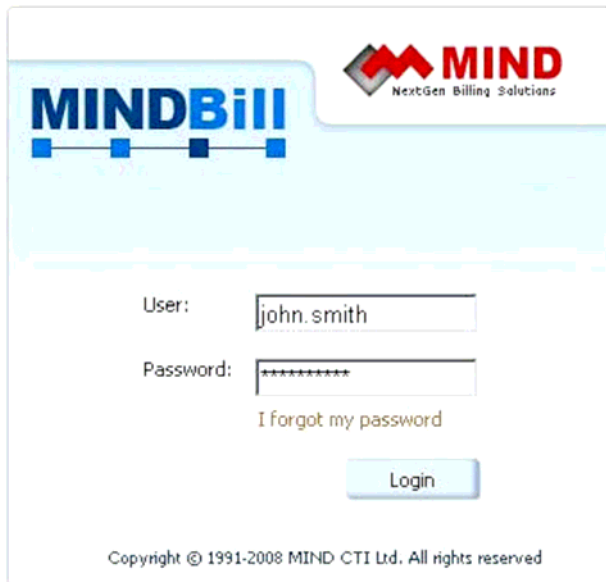 MIND
NextGen Billing Solutions
MINDBill
User:
john.smith
Password:
**********
I forgot my password
Login
Copyright © 1991-2008 MIND CTI Ltd. All rights reserved